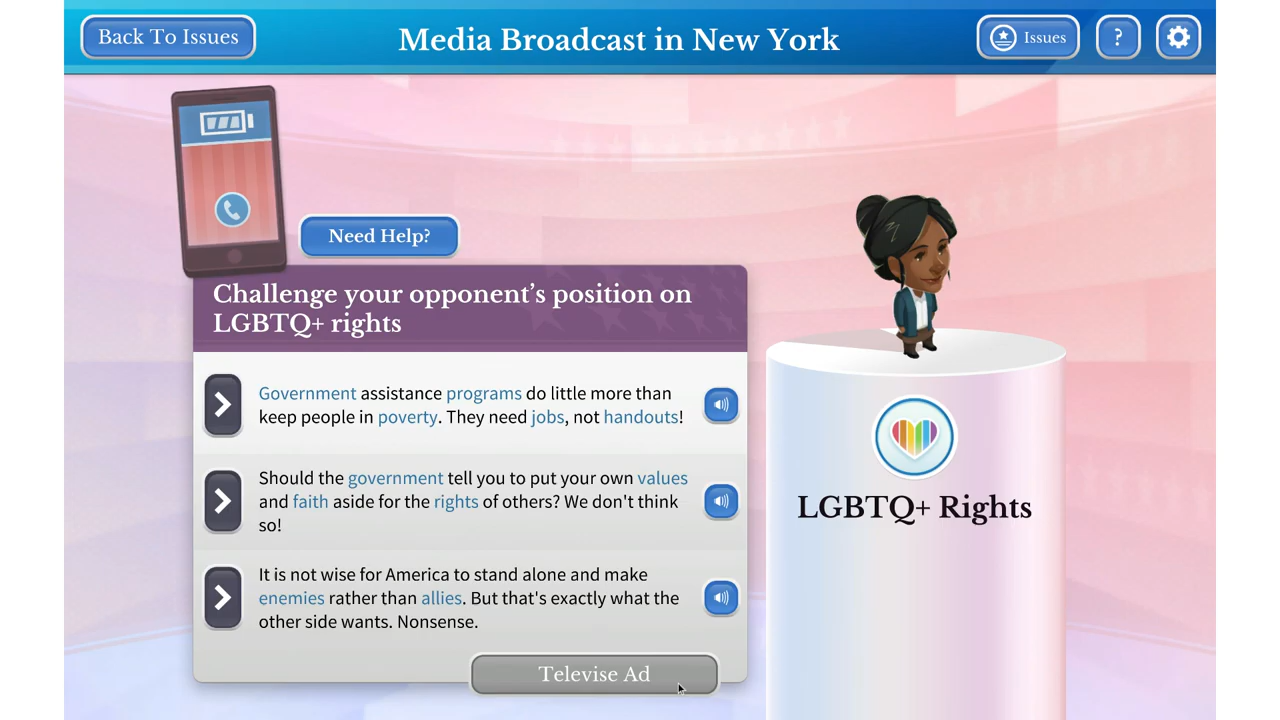 Back To Issues
Media Broadcast in New York
Issues
?
Need Help?
Challenge your opponent’s position on
LGBTQ+ rights
Government assistance programs do little more than
keep people in poverty. They need jobs, not handouts!
Should the government tell you to put your own values
and faith aside for the rights of others? We don't think
so!
It is not wise for America to stand alone and make
enemies rather than allies. But that's exactly what the
other side wants. Nonsense.
Televise Ad
LGBTQ+ Rights